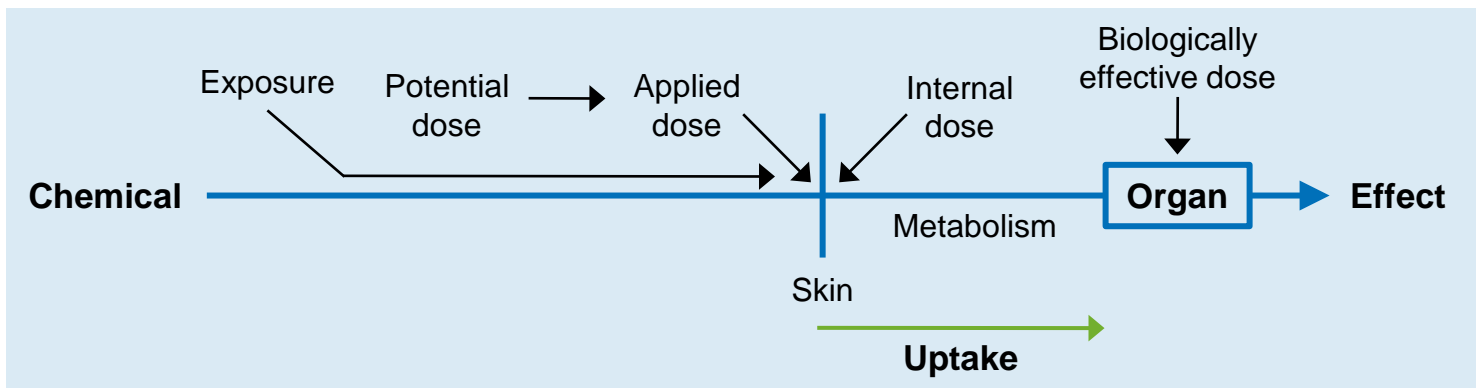 Exposure
Potential
dose
Applied
dose
Internal
dose
Biologically
effective dose
Chemical
Organ
Effect
Metabolism
Skin
Uptake